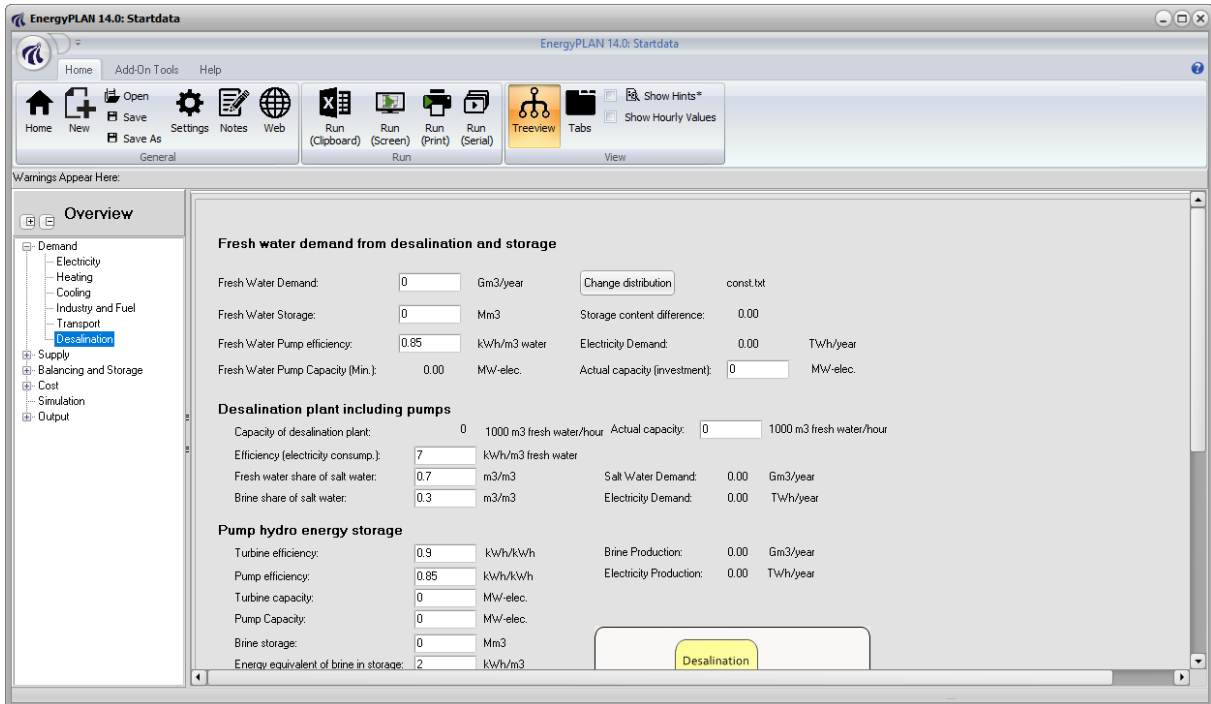 EnergyPLAN 14.0: Startdata
EnergyPLAN 14.0: Startdata
Home Add-On Tools Help
Home New Open Save Save As Settings Notes Web
General
Run (Clipboard) Run (Screen) Run (Print) Run (Serial)
Run
Treeview Tabs Show Hints* Show Hourly Values
View
Warnings Appear Here:
Overview
Demand
Electricity
Heating
Cooling
Industry and Fuel
Transport
Desalination
Supply
Balancing and Storage
Cost
Simulation
Output
Fresh water demand from desalination and storage
Fresh Water Demand: 0 Gm3/year Change distribution const.txt
Fresh Water Storage: 0 Mm3 Storage content difference: 0.00
Fresh Water Pump efficiency: 0.85 kWh/m3 water Electricity Demand: 0.00 TWh/year
Fresh Water Pump Capacity (Min.): 0.00 MW-elec. Actual capacity (investment): 0 MW-elec.
Desalination plant including pumps
Capacity of desalination plant: 0 1000 m3 fresh water/hour Actual capacity: 0 1000 m3 fresh water/hour
Efficiency (electricity consump.): 7 kWh/m3 fresh water
Fresh water share of salt water: 0.7 m3/m3 Salt Water Demand: 0.00 Gm3/year
Brine share of salt water: 0.3 m3/m3 Electricity Demand: 0.00 TWh/year
Pump hydro energy storage
Turbine efficiency: 0.9 kWh/kWh Brine Production: 0.00 Gm3/year
Pump efficiency: 0.85 kWh/kWh Electricity Production: 0.00 TWh/year
Turbine capacity: 0 MW-elec.
Pump Capacity: 0 MW-elec.
Brine storage: 0 Mm3
Energy equivalent of brine in storage: 2 kWh/m3
Desalination